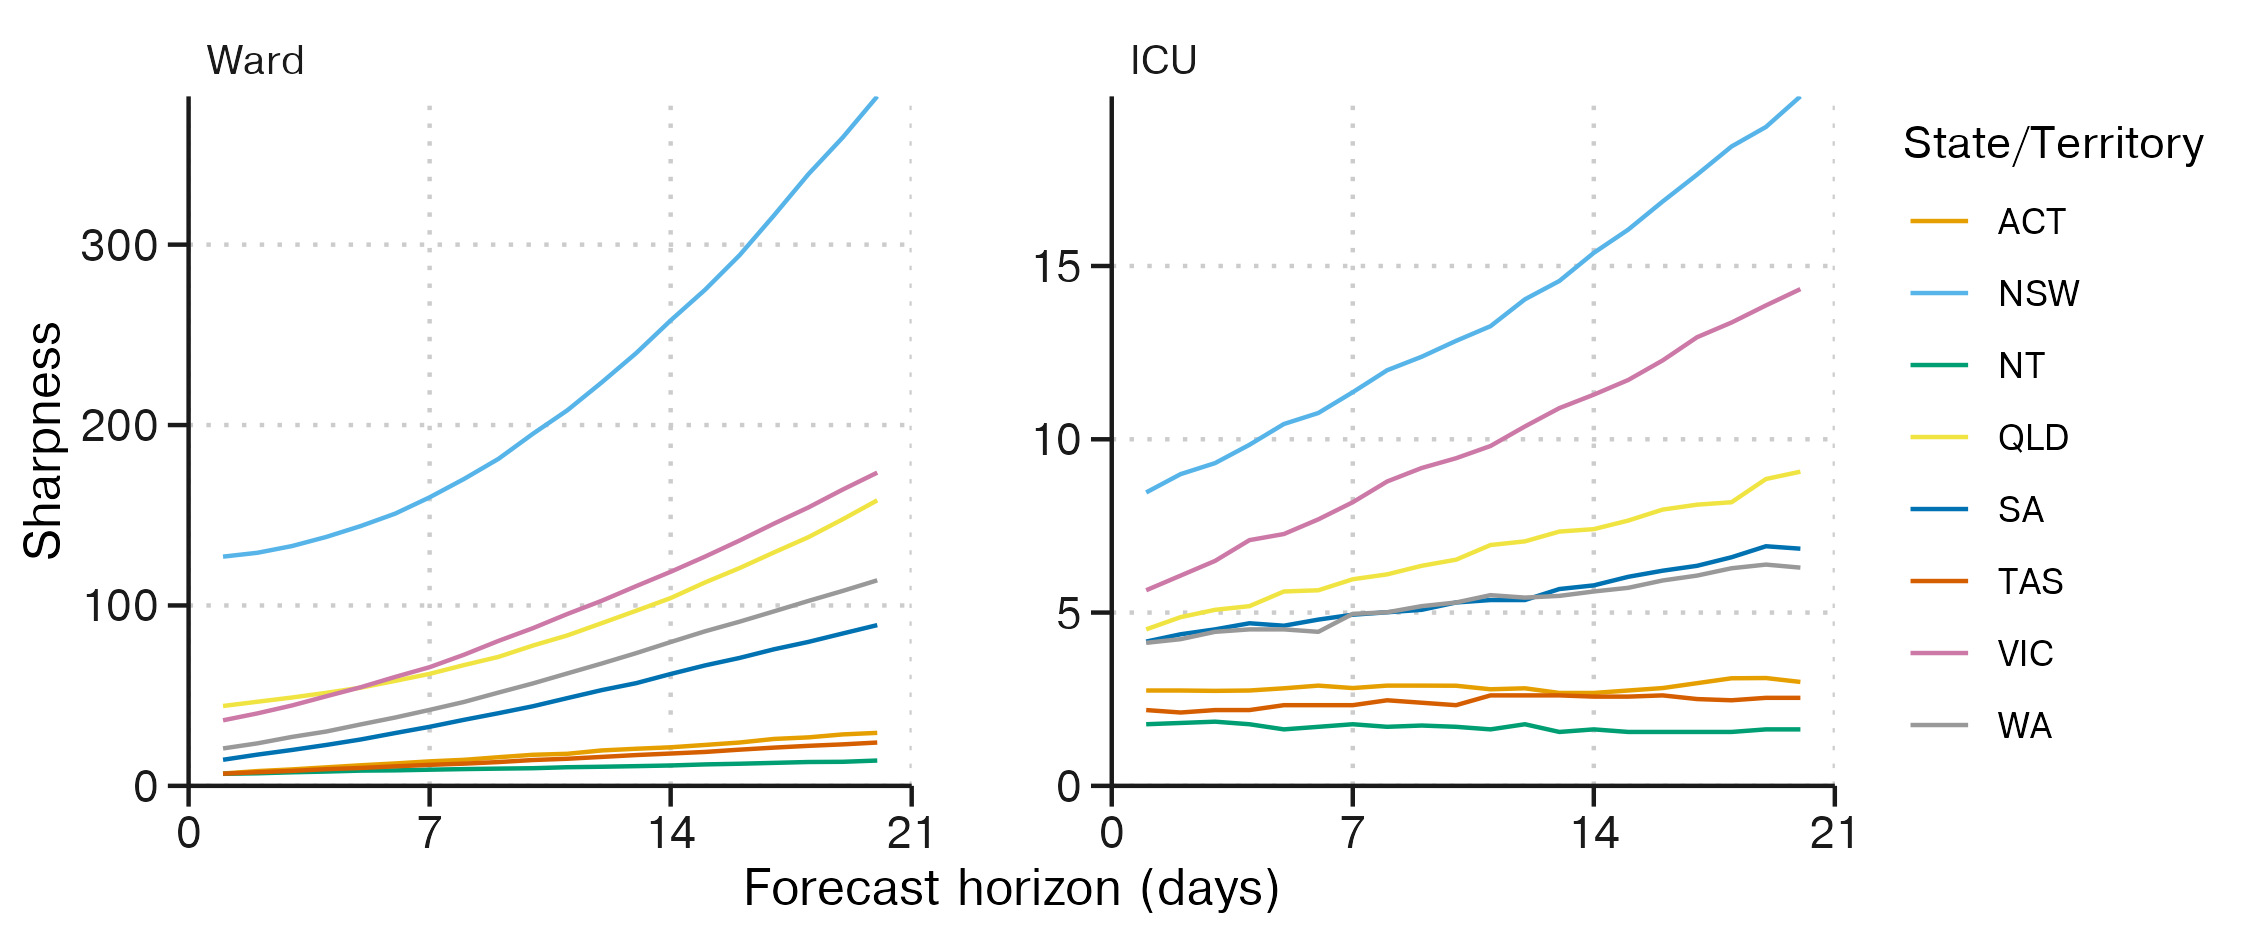 Ward
ICU
Sharpness
300
200
100
0
0 7 14 21
15
10
5
0
0 7 14 21
Forecast horizon (days)
State/Territory
ACT
NSW
NT
QLD
SA
TAS
VIC
WA